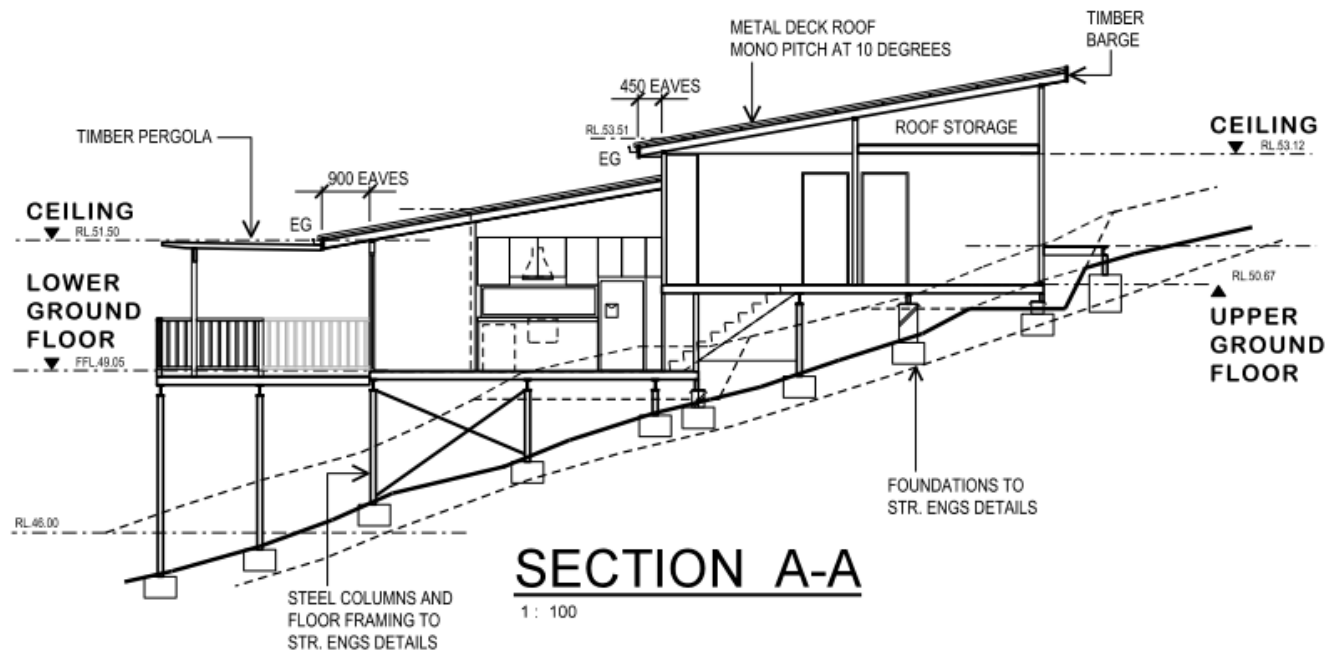 TIMBER
BARGE
METAL DECK ROOF
MONO PITCH AT 10 DEGREES
450 EAVES
TIMBER PERGOLA
RL.53.51
EG
ROOF STORAGE
CEILING
RL.53.12
900 EAVES
EG
CEILING
RL.51.50
LOWER
GROUND
FLOOR
FFL.49.05
RL.50.67
UPPER
GROUND
FLOOR
RL.46.00
FOUNDATIONS TO
STR. ENGS DETAILS
STEEL COLUMNS AND
FLOOR FRAMING TO
STR. ENGS DETAILS
SECTION A-A
1: 100